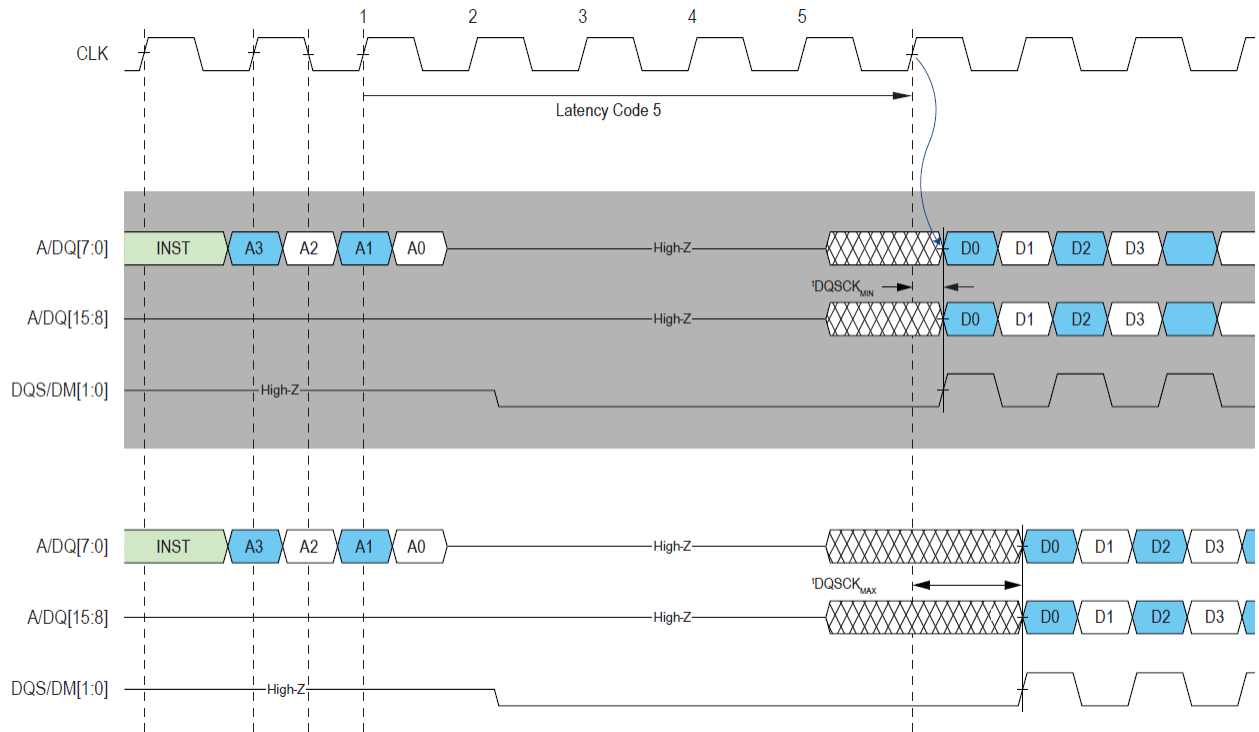 1 2 3 4 5
CLK
Latency Code 5
A/DQ[7:0] INST A3 A2 A1 A0 High-Z D0 D1 D2 D3
tDQSCKMIN
A/DQ[15:8] High-Z D0 D1 D2 D3
DQS/DM[1:0] High-Z
A/DQ[7:0] INST A3 A2 A1 A0 High-Z D0 D1 D2 D3
tDQSCKMAX
A/DQ[15:8] High-Z D0 D1 D2 D3
DQS/DM[1:0] High-Z